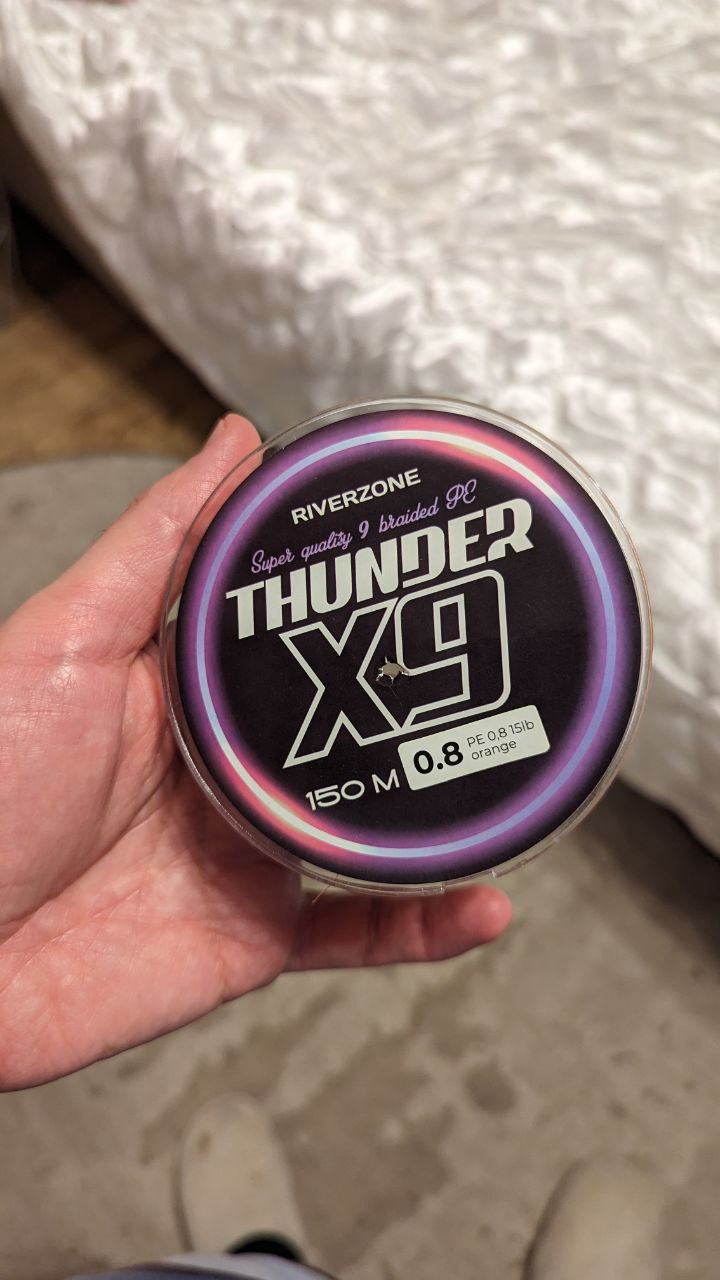 RIVERZONE
Super quality 9 braided PE
THUNDER
X9
150 M
0.8
PE 0,8 15lb
orange